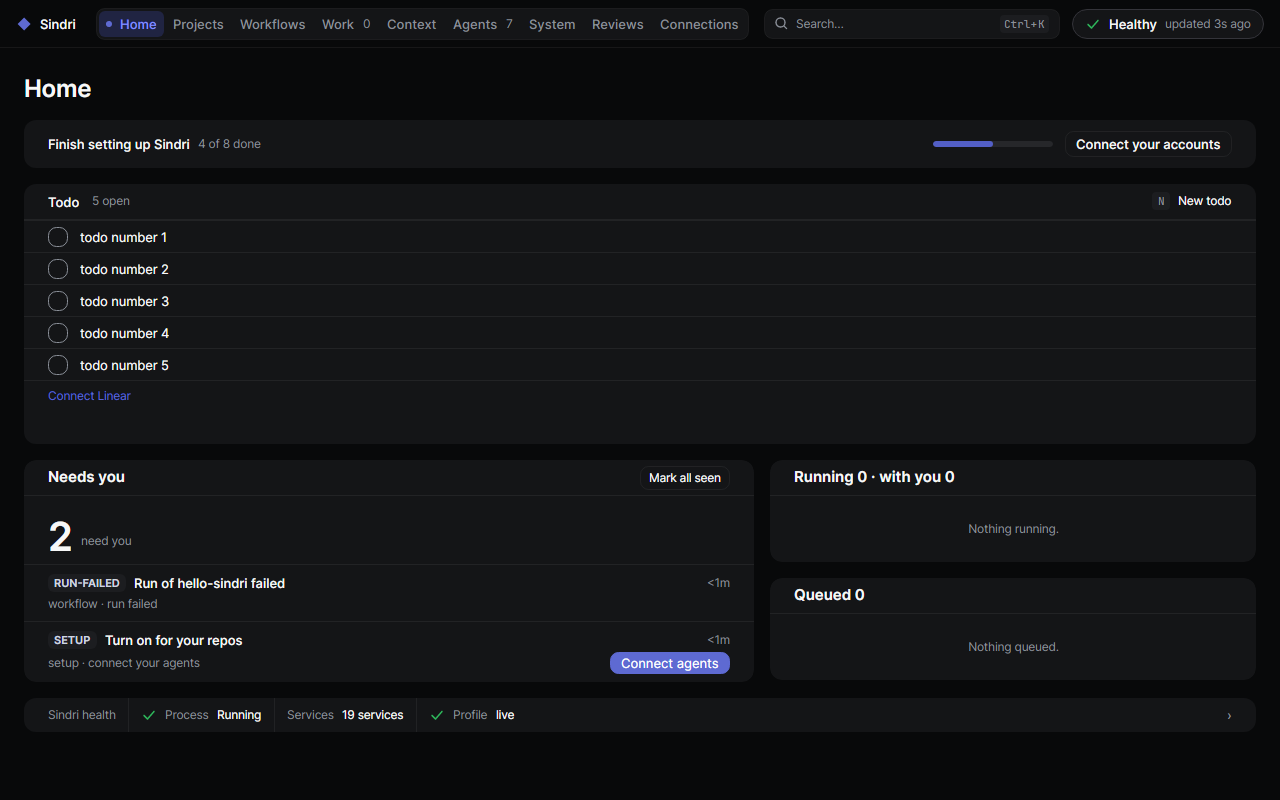 Sindri Home Projects Workflows Work 0 Context Agents 7 System Reviews Connections Search... Ctrl+K Healthy updated 3s ago
Home
Finish setting up Sindri 4 of 8 done Connect your accounts
Todo 5 open N New todo
todo number 1
todo number 2
todo number 3
todo number 4
todo number 5
Connect Linear
Needs you Mark all seen
2 need you
RUN-FAILED Run of hello-sindri failed <1m
workflow · run failed
SETUP Turn on for your repos <1m
setup · connect your agents Connect agents
Running 0 · with you 0
Nothing running.
Queued 0
Nothing queued.
Sindri health Process Running Services 19 services Profile live ›